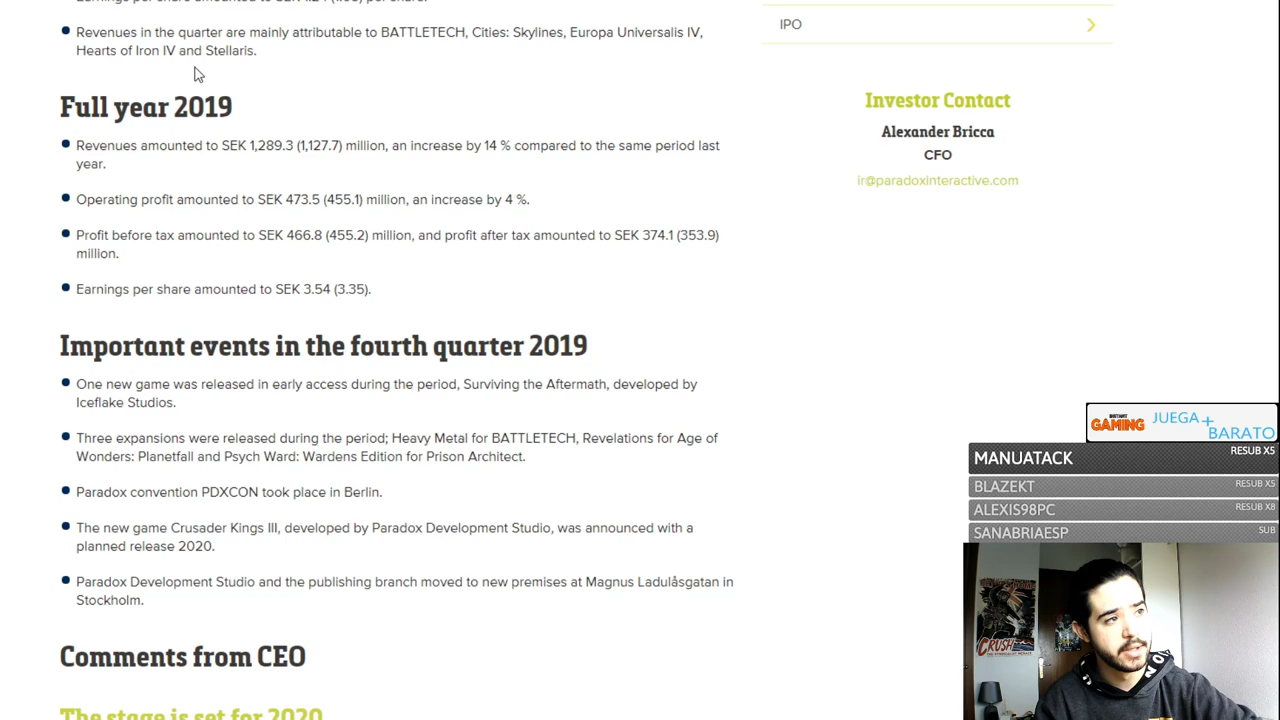 Revenues in the quarter are mainly attributable to BATTLETECH, Cities: Skylines, Europa Universalis IV,
Hearts of Iron IV and Stellaris.
Full year 2019
Revenues amounted to SEK 1,289.3 (1,127.7) million, an increase by 14 % compared to the same period last
year.
Operating profit amounted to SEK 473.5 (455.1) million, an increase by 4 %.
Profit before tax amounted to SEK 466.8 (455.2) million, and profit after tax amounted to SEK 374.1 (353.9)
million.
Earnings per share amounted to SEK 3.54 (3.35).
Important events in the fourth quarter 2019
One new game was released in early access during the period, Surviving the Aftermath, developed by
Iceflake Studios.
Three expansions were released during the period; Heavy Metal for BATTLETECH, Revelations for Age of
Wonders: Planetfall and Psych Ward: Wardens Edition for Prison Architect.
Paradox convention PDXCON took place in Berlin.
The new game Crusader Kings III, developed by Paradox Development Studio, was announced with a
planned release 2020.
Paradox Development Studio and the publishing branch moved to new premises at Magnus Ladulåsgatan in
Stockholm.
Comments from CEO
The stage is set for 2020
IPO
Investor Contact
Alexander Bricca
CFO
ir@paradoxinteractive.com
INSTANT
GAMING
JUEGA+
BARATO
MANUATACK RESUB X5
BLAZEKT RESUB X5
ALEXIS98PC RESUB X8
SANABRIAESP SUB
CRUSH